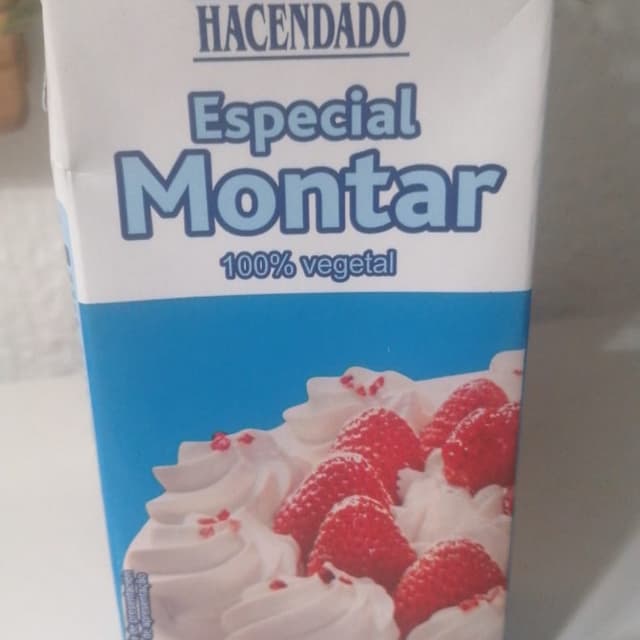 HACENDADO
Especial
Montar
100% vegetal